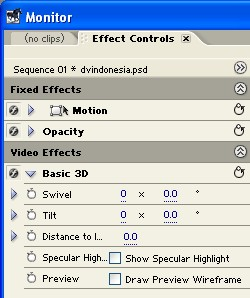 Monitor
(no clips) Effect Controls
Sequence 01 * dvindonesia.psd
Fixed Effects
Motion
Opacity
Video Effects
Basic 3D
Swivel 0 x 0.0 °
Tilt 0 x 0.0 °
Distance to I... 0.0
Specular High... Show Specular Highlight
Preview Draw Preview Wireframe